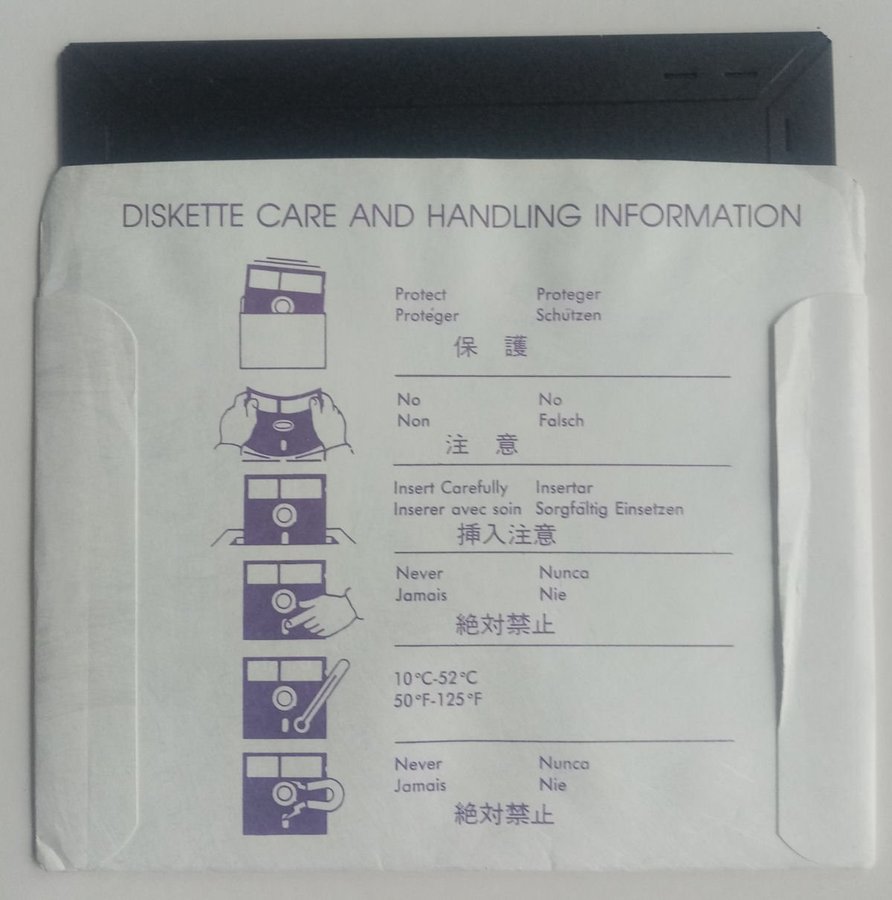 DISKETTE CARE AND HANDLING INFORMATION
Protect Proteger
Protéger Schützen
保 護
No No
Non Falsch
注 意
Insert Carefully Insertar
Inserer avec soin Sorgfältig Einsetzen
挿入注意
Never Nunca
Jamais Nie
絶対禁止
10°C-52°C
50°F-125°F
Never Nunca
Jamais Nie
絶対禁止